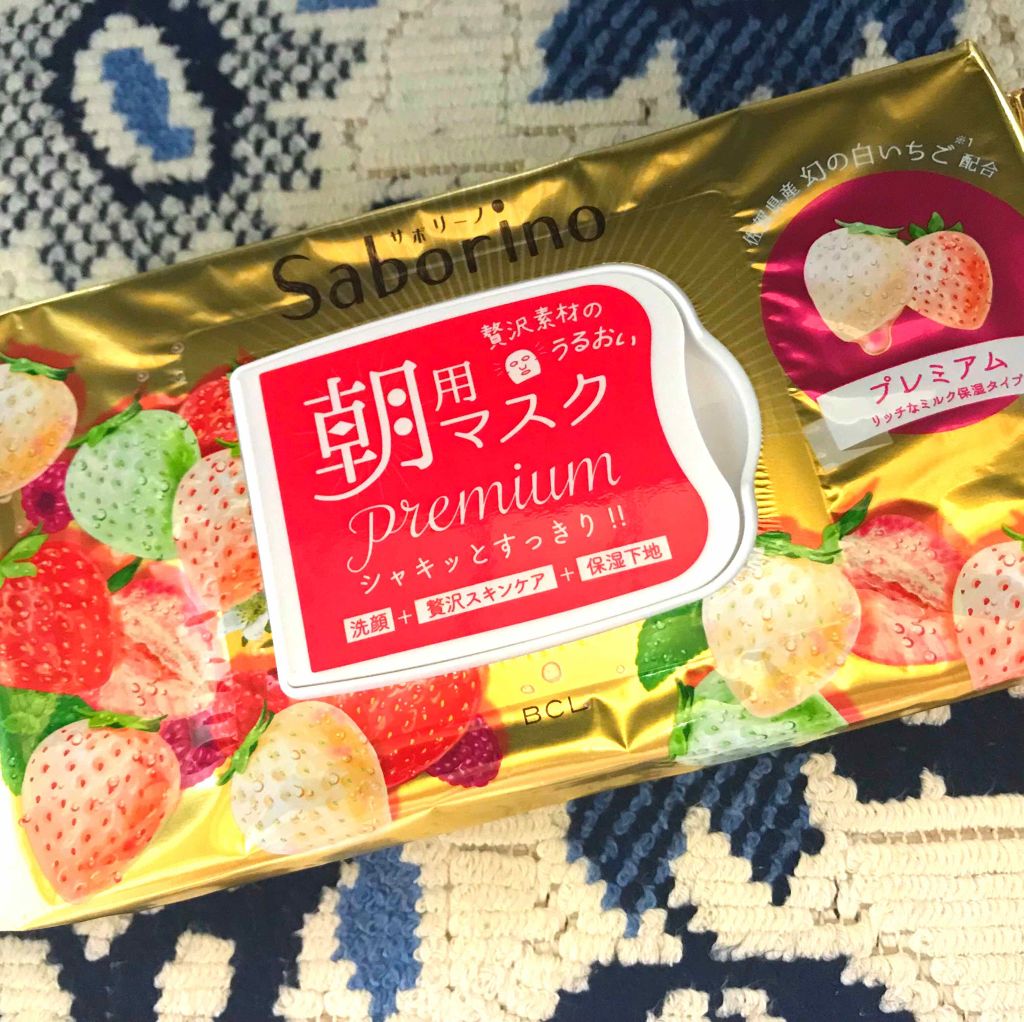 サボリーノ
Saborino
贅沢素材の
うるおい
朝用マスク
Premium
シャキッとすっきり!!
洗顔+贅沢スキンケア+保湿下地
BCL
佐賀県産 幻の白いちご※1配合
プレミアム
リッチなミルク保湿タイプ